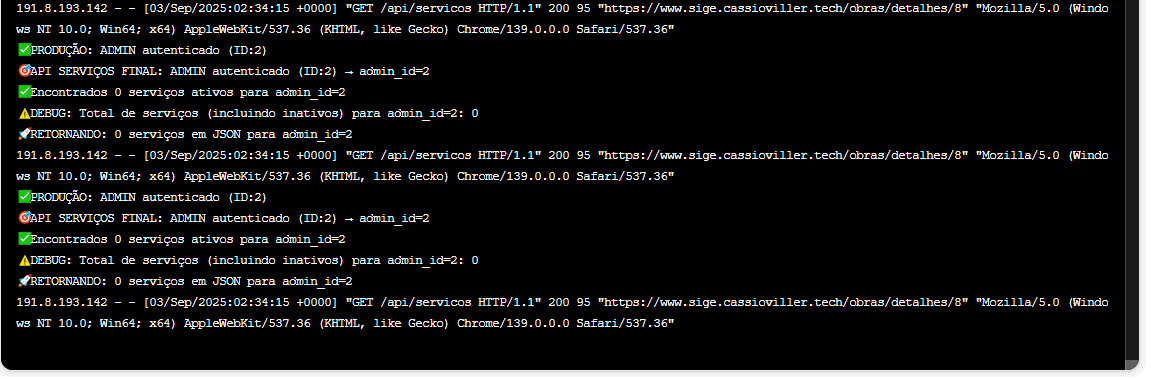 191.8.193.142 - - [03/Sep/2025:02:34:15 +0000] "GET /api/servicos HTTP/1.1" 200 95 "https://www.sige.cassioviller.tech/obras/detalhes/8" "Mozilla/5.0 (Windo
ws NT 10.0; Win64; x64) AppleWebKit/537.36 (KHTML, like Gecko) Chrome/139.0.0.0 Safari/537.36"
✅PRODUÇÃO: ADMIN autenticado (ID:2)
🎯API SERVIÇOS FINAL: ADMIN autenticado (ID:2) → admin_id=2
✅Encontrados 0 serviços ativos para admin_id=2
⚠️DEBUG: Total de serviços (incluindo inativos) para admin_id=2: 0
🚀RETORNANDO: 0 serviços em JSON para admin_id=2
191.8.193.142 - - [03/Sep/2025:02:34:15 +0000] "GET /api/servicos HTTP/1.1" 200 95 "https://www.sige.cassioviller.tech/obras/detalhes/8" "Mozilla/5.0 (Windo
ws NT 10.0; Win64; x64) AppleWebKit/537.36 (KHTML, like Gecko) Chrome/139.0.0.0 Safari/537.36"
✅PRODUÇÃO: ADMIN autenticado (ID:2)
🎯API SERVIÇOS FINAL: ADMIN autenticado (ID:2) → admin_id=2
✅Encontrados 0 serviços ativos para admin_id=2
⚠️DEBUG: Total de serviços (incluindo inativos) para admin_id=2: 0
🚀RETORNANDO: 0 serviços em JSON para admin_id=2
191.8.193.142 - - [03/Sep/2025:02:34:15 +0000] "GET /api/servicos HTTP/1.1" 200 95 "https://www.sige.cassioviller.tech/obras/detalhes/8" "Mozilla/5.0 (Windo
ws NT 10.0; Win64; x64) AppleWebKit/537.36 (KHTML, like Gecko) Chrome/139.0.0.0 Safari/537.36"